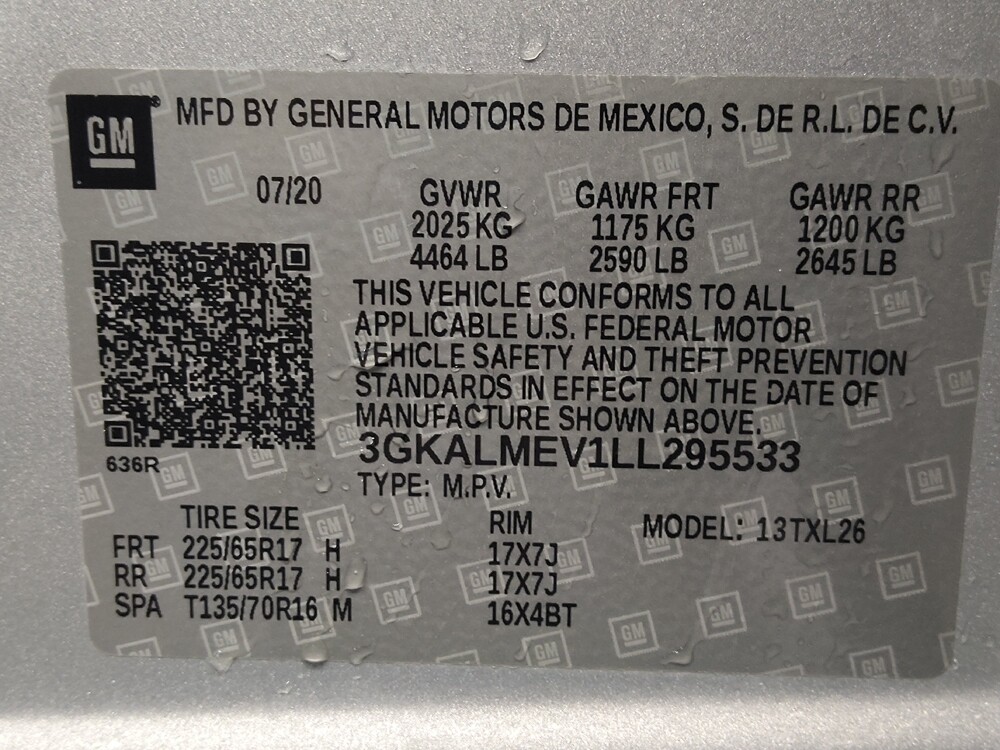 GM
MFD BY GENERAL MOTORS DE MEXICO, S. DE R.L. DE C.V.
07/20 GVWR GAWR FRT GAWR RR
2025 KG 1175 KG 1200 KG
4464 LB 2590 LB 2645 LB
THIS VEHICLE CONFORMS TO ALL
APPLICABLE U.S. FEDERAL MOTOR
VEHICLE SAFETY AND THEFT PREVENTION
STANDARDS IN EFFECT ON THE DATE OF
MANUFACTURE SHOWN ABOVE.
3GKALMEV1LL295533
636R
TYPE: M.P.V.
TIRE SIZE RIM MODEL: 13TXL26
FRT 225/65R17 H 17X7J
RR 225/65R17 H 17X7J
SPA T135/70R16 M 16X4BT